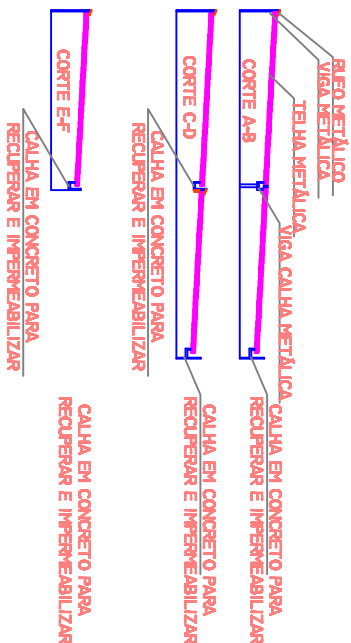 RUFO METÁLICO
VIGA METÁLICA
TELHA METÁLICA
VIGA CALHA METÁLICA
CORTE A-B
CALHA EM CONCRETO PARA
RECUPERAR E IMPERMEABILIZAR
CORTE C-D
CALHA EM CONCRETO PARA
RECUPERAR E IMPERMEABILIZAR
CALHA EM CONCRETO PARA
RECUPERAR E IMPERMEABILIZAR
CORTE E-F
CALHA EM CONCRETO PARA
RECUPERAR E IMPERMEABILIZAR
CALHA EM CONCRETO PARA
RECUPERAR E IMPERMEABILIZAR